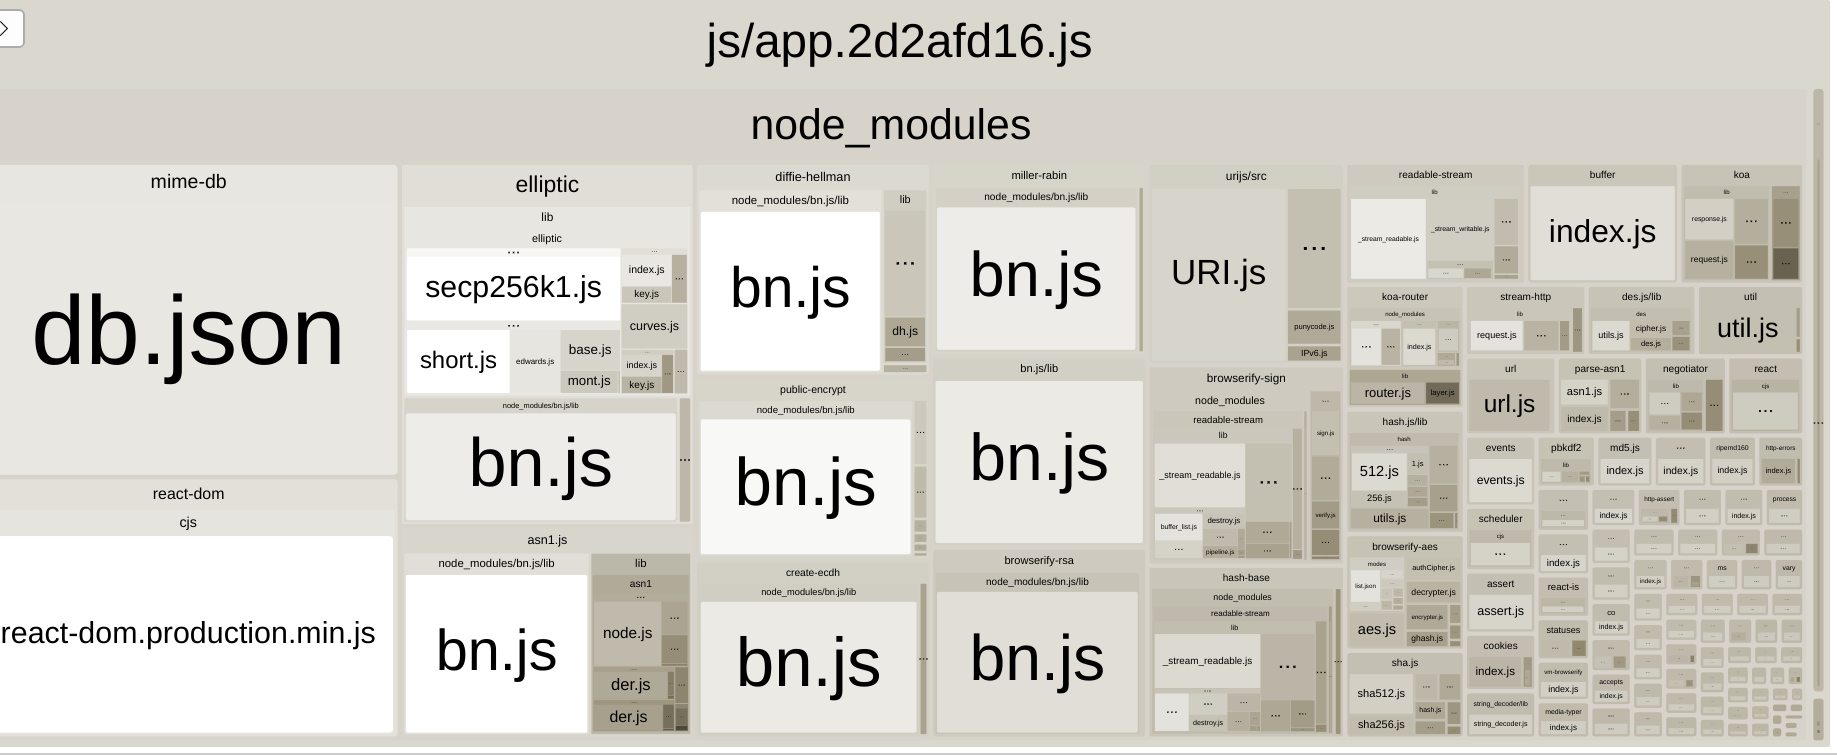 js/app.2d2afd16.js
node_modules
mime-db
db.json
react-dom
cjs
react-dom.production.min.js
elliptic
lib
elliptic
...
secp256k1.js
...
index.js
...
key.js
...
short.js
edwards.js
base.js
mont.js
curves.js
index.js
key.js
node_modules/bn.js/lib
bn.js
...
asn1.js
node_modules/bn.js/lib
bn.js
lib
asn1
...
node.js
...
...
der.js
der.js
diffie-hellman
node_modules/bn.js/lib
bn.js
lib
...
dh.js
...
public-encrypt
node_modules/bn.js/lib
bn.js
...
create-ecdh
node_modules/bn.js/lib
bn.js
...
miller-rabin
node_modules/bn.js/lib
bn.js
bn.js/lib
bn.js
browserify-rsa
node_modules/bn.js/lib
bn.js
urijs/src
URI.js
...
punycode.js
IPv6.js
browserify-sign
node_modules
readable-stream
lib
_stream_readable.js
...
...
buffer_list.js
...
destroy.js
...
pipeline.js
...
sign.js
...
verify.js
...
hash-base
node_modules
readable-stream
lib
_stream_readable.js
...
...
destroy.js
...
readable-stream
lib
_stream_readable.js
_stream_writable.js
...
...
buffer
index.js
koa
lib
response.js
request.js
...
...
koa-router
node_modules
...
index.js
...
lib
router.js
layer.js
stream-http
lib
request.js
...
des.js/lib
des
utils.js
cipher.js
des.js
util
util.js
url
url.js
parse-asn1
asn1.js
index.js
...
negotiator
lib
...
react
cjs
...
hash.js/lib
hash
...
512.js
1.js
...
256.js
utils.js
events
events.js
pbkdf2
lib
md5.js
index.js
...
index.js
ripemd160
index.js
http-errors
index.js
browserify-aes
modes
list.json
authCipher.js
decrypter.js
encrypter.js
aes.js
ghash.js
scheduler
cjs
...
...
index.js
http-assert
...
...
index.js
process
...
assert
assert.js
...
index.js
react-is
...
index.js
ms
vary
co
index.js
sha.js
sha512.js
sha256.js
...
hash.js
cookies
index.js
statuses
...
vm-browserify
index.js
accepts
index.js
string_decoder/lib
string_decoder.js
media-typer
index.js
...